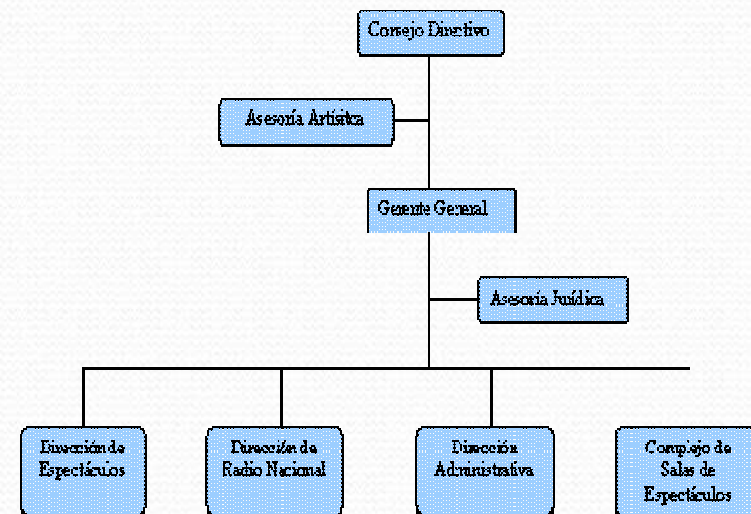 Consejo Directivo
Asesoría Artísitca
Gerente General
Asesoría Jurídica
Dirección de
Espectáculos
Dirección de
Radio Nacional
Dirección
Administrativa
Complejo de
Salas de
Espectículos